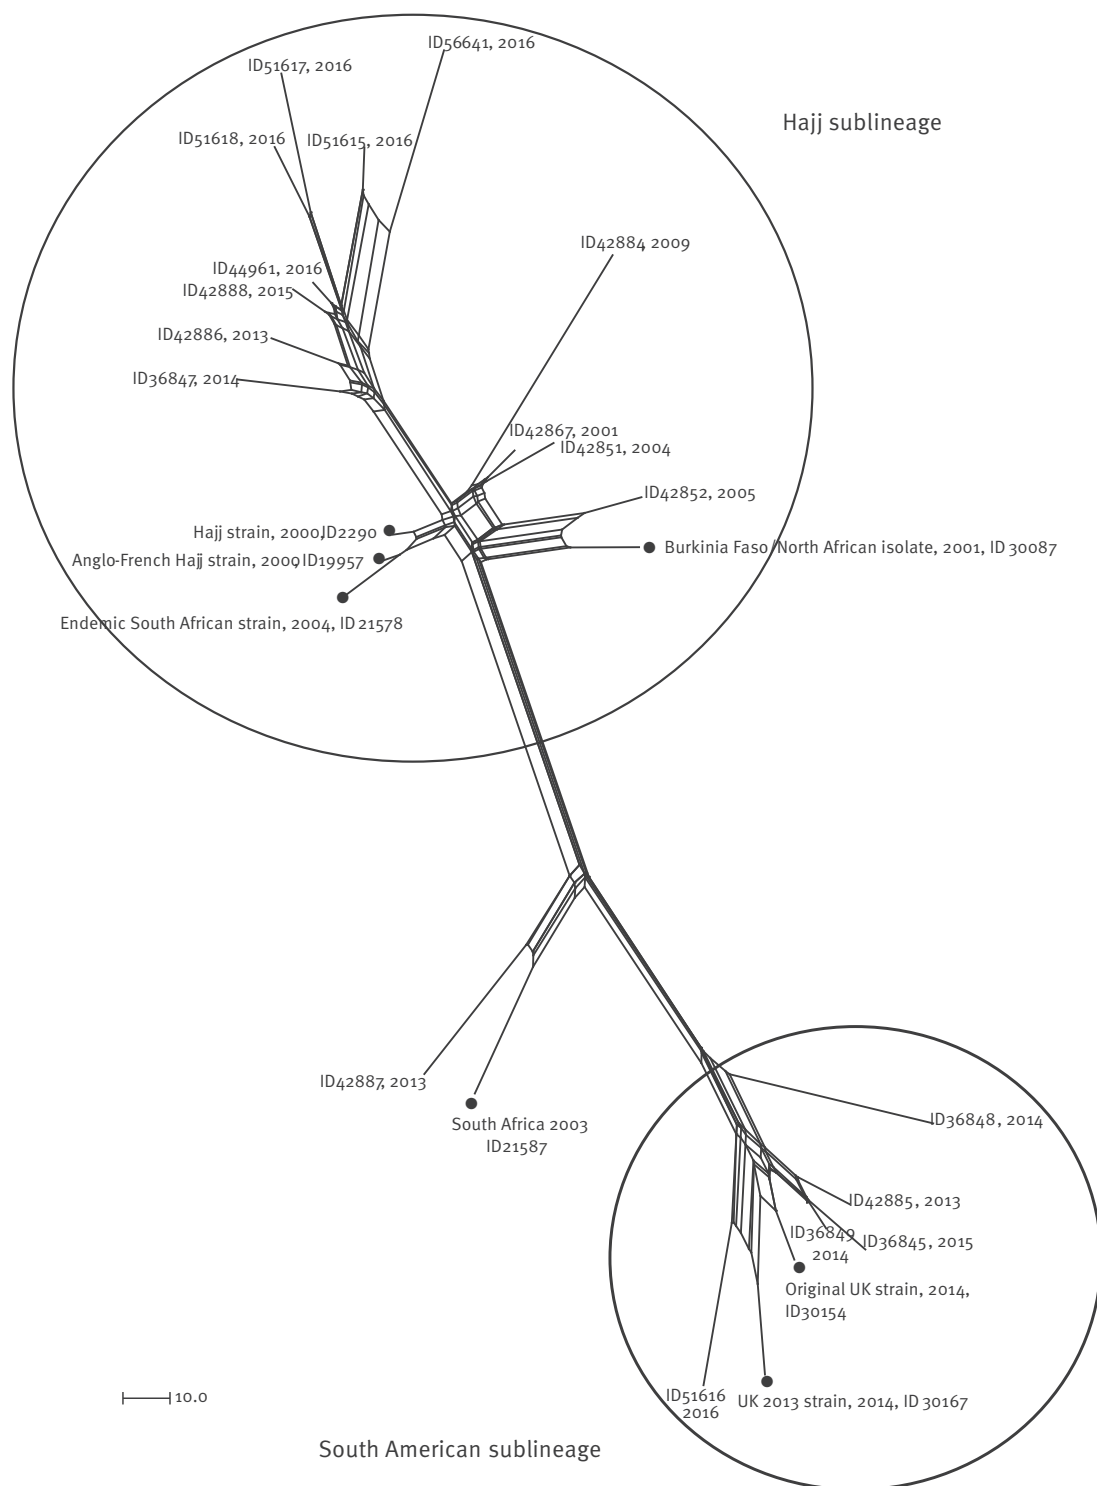 ID56641, 2016
ID51617, 2016
Hajj sublineage
ID51618, 2016
ID51615, 2016
ID42884, 2009
ID44961, 2016
ID42888, 2015
ID42886, 2013
ID36847, 2014
ID42867, 2001
ID42851, 2004
ID42852, 2005
Hajj strain, 2000,ID2290
Burkinia Faso/North African isolate, 2001, ID 30087
Anglo-French Hajj strain, 2000,ID19957
Endemic South African strain, 2004, ID 21578
ID42887, 2013
South Africa 2003
ID21587
ID36848, 2014
ID42885, 2013
ID36849
2014
ID36845, 2015
Original UK strain, 2014,
ID30154
10.0
ID51616
2016
UK 2013 strain, 2014, ID 30167
South American sublineage